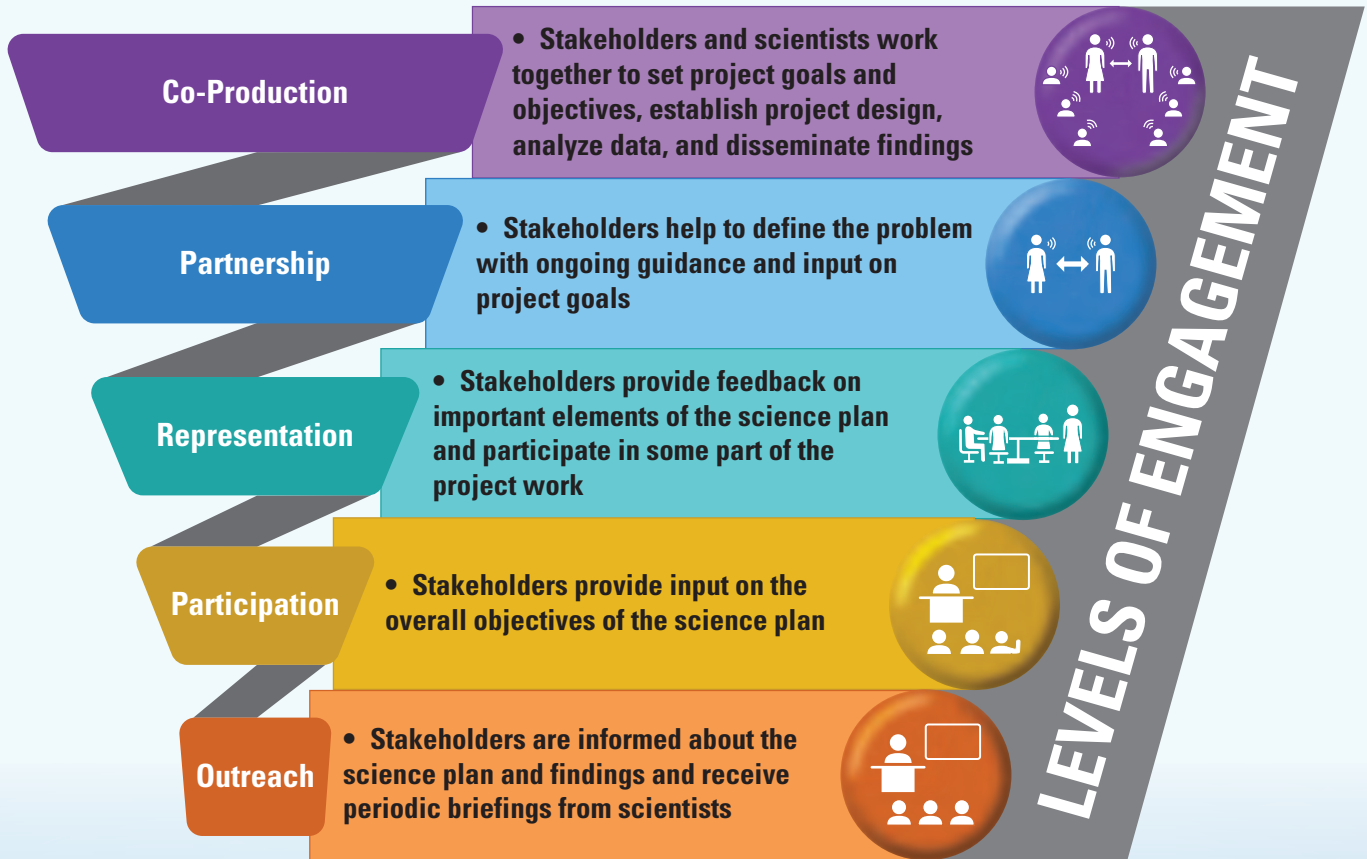 Co-Production
• Stakeholders and scientists work
together to set project goals and
objectives, establish project design,
analyze data, and disseminate findings
Partnership
• Stakeholders help to define the problem
with ongoing guidance and input on
project goals
Representation
• Stakeholders provide feedback on
important elements of the science plan
and participate in some part of the
project work
Participation
• Stakeholders provide input on the
overall objectives of the science plan
Outreach
• Stakeholders are informed about the
science plan and findings and receive
periodic briefings from scientists
LEVELS OF ENGAGEMENT